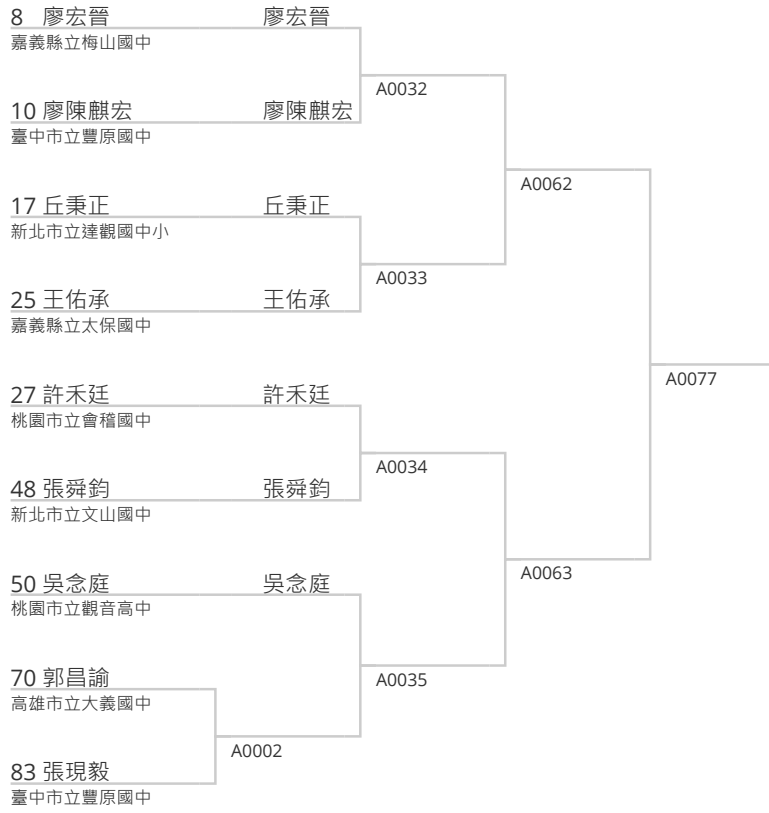 8 廖宏晉 廖宏晉
嘉義縣立梅山國中
A0032
10 廖陳麒宏 廖陳麒宏
臺中市立豐原國中
A0062
17 丘秉正 丘秉正
新北市立達觀國中小
A0033
25 王佑承 王佑承
嘉義縣立太保國中
A0077
27 許禾廷 許禾廷
桃園市立會稽國中
A0034
48 張舜鈞 張舜鈞
新北市立文山國中
A0063
50 吳念庭 吳念庭
桃園市立觀音高中
70 郭昌諭
A0035
高雄市立大義國中
A0002
83 張現毅
臺中市立豐原國中